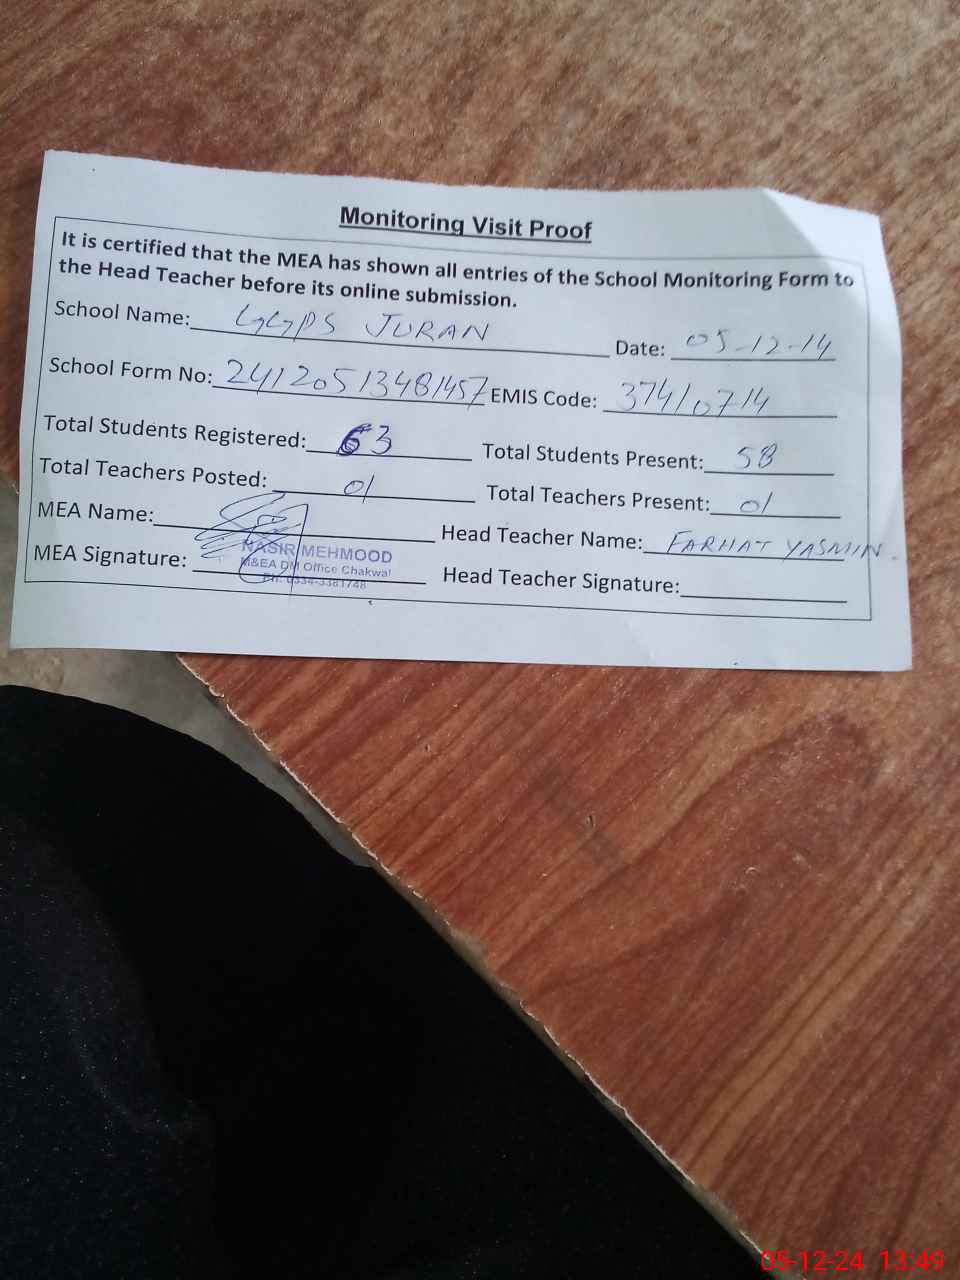 Monitoring Visit Proof
It is certified that the MEA has shown all entries of the School Monitoring Form to
the Head Teacher before its online submission.
School Name: GGPS JURAN Date: 05-12-14
School Form No: 24120513481457 EMIS Code: 37410714
Total Students Registered: 63 Total Students Present: 58
Total Teachers Posted: 01 Total Teachers Present: 01
MEA Name: Head Teacher Name: FARHAT YASMIN
NASIR MEHMOOD
MEA Signature: M&EA DM Office Chakwal Head Teacher Signature:
Ph: 0334-3381748
05-12-24 13:49